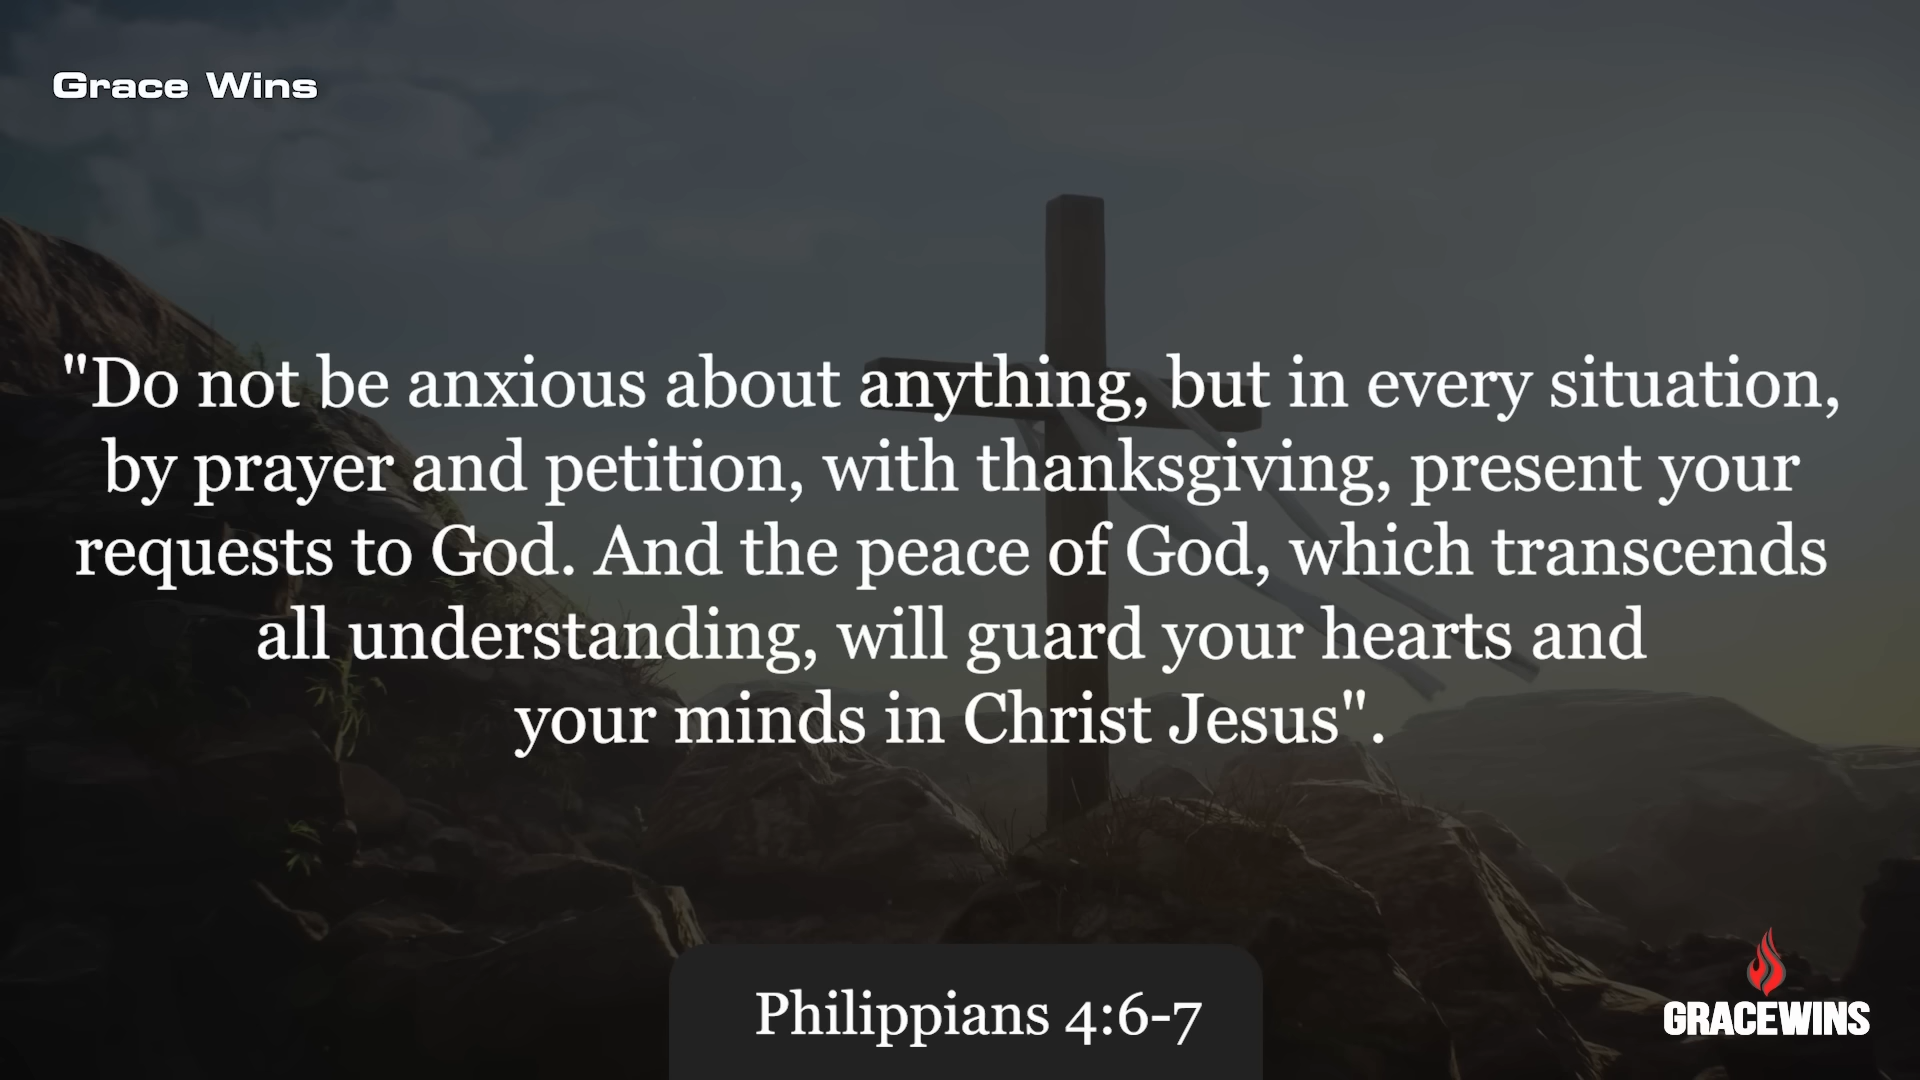 Grace Wins
"Do not be anxious about anything, but in every situation,
by prayer and petition, with thanksgiving, present your
requests to God. And the peace of God, which transcends
all understanding, will guard your hearts and
your minds in Christ Jesus".
Philippians 4:6-7
GRACEWINS